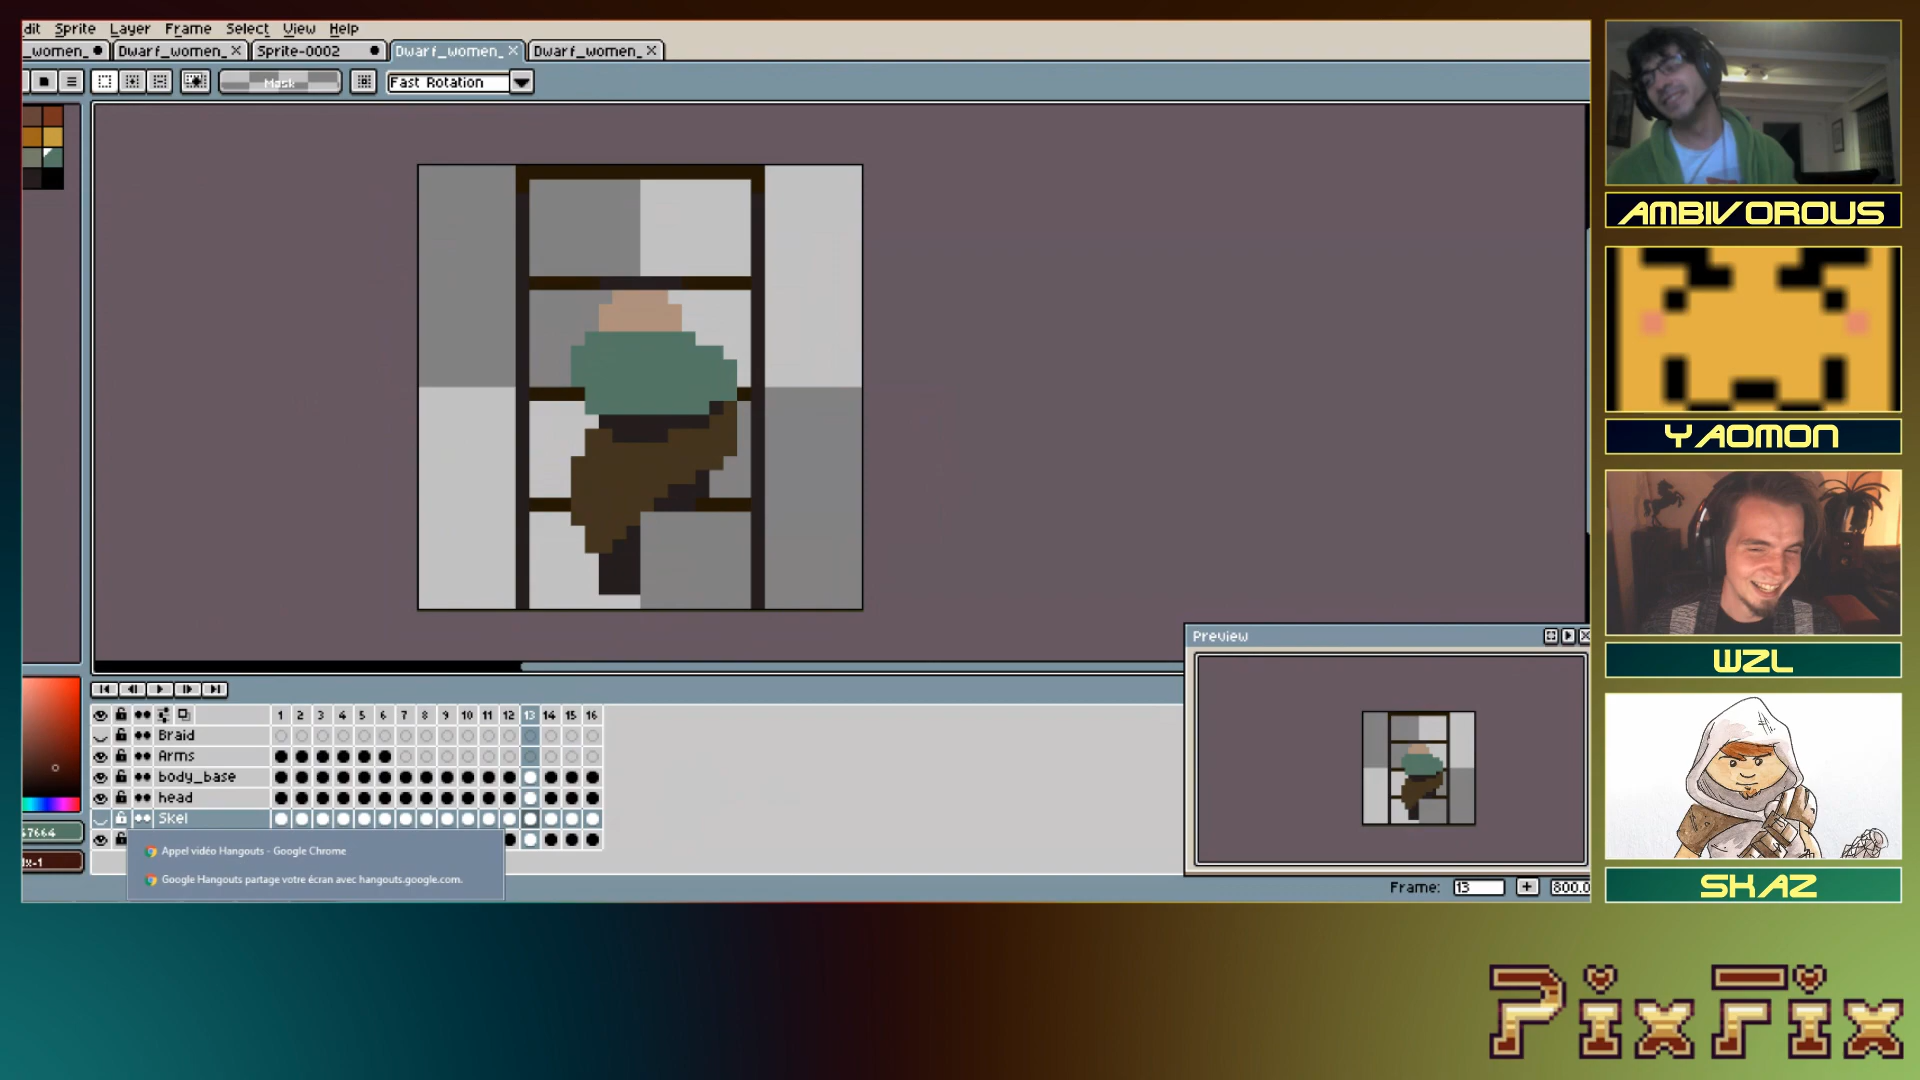 dit Sprite Layer Frame Select View Help
_women_ Dwarf_women_ Sprite-0002 Dwarf_women_ Dwarf_women_
Mask Fast Rotation
AMBIVOROUS
YAOMON
Preview
WZL
1 2 3 4 5 6 7 8 9 10 11 12 13 14 15 16
Braid
Arms
body_base
head
Skel
57664
Appel vidéo Hangouts - Google Chrome
Google Hangouts partage votre écran avec hangouts.google.com.
Frame: 13 + 800.0
SKAZ
PixFix